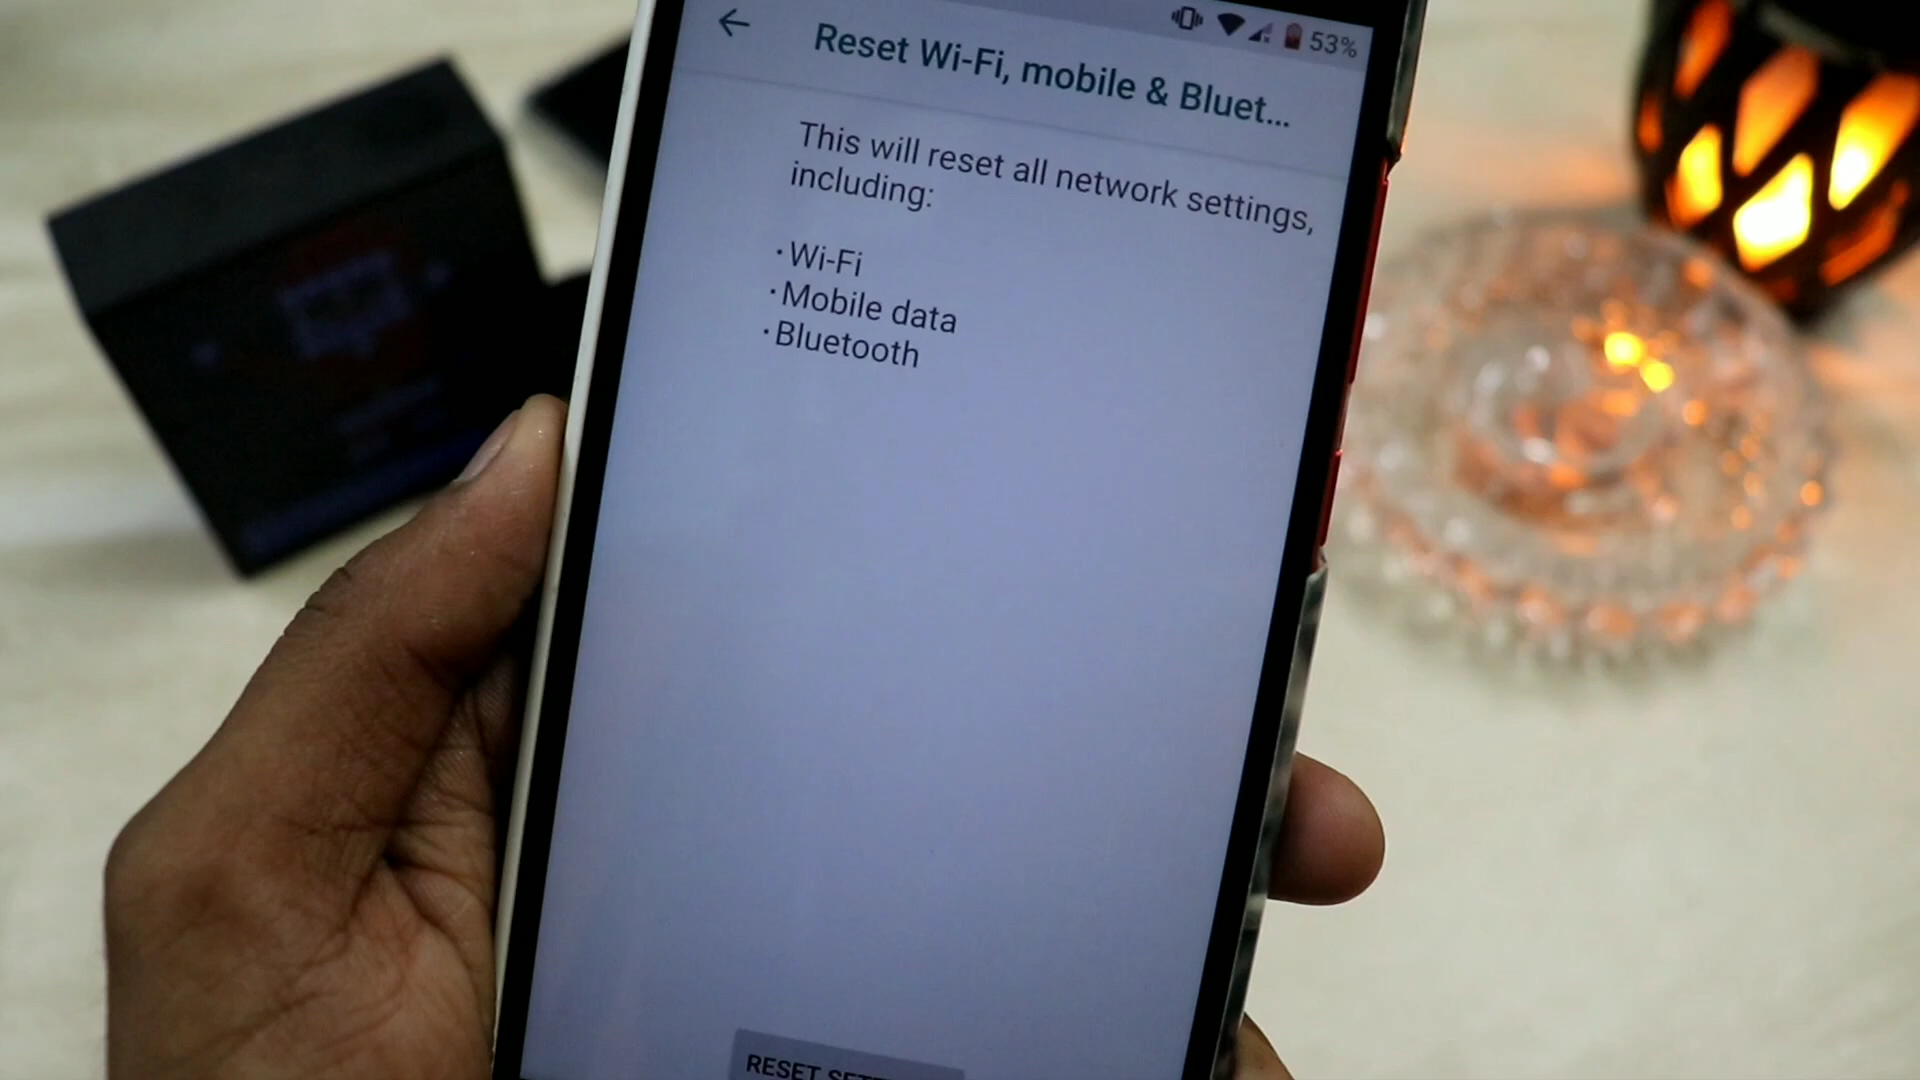 53%
Reset Wi-Fi, mobile & Bluet...
This will reset all network settings,
including:
· Wi-Fi
· Mobile data
· Bluetooth
RESET